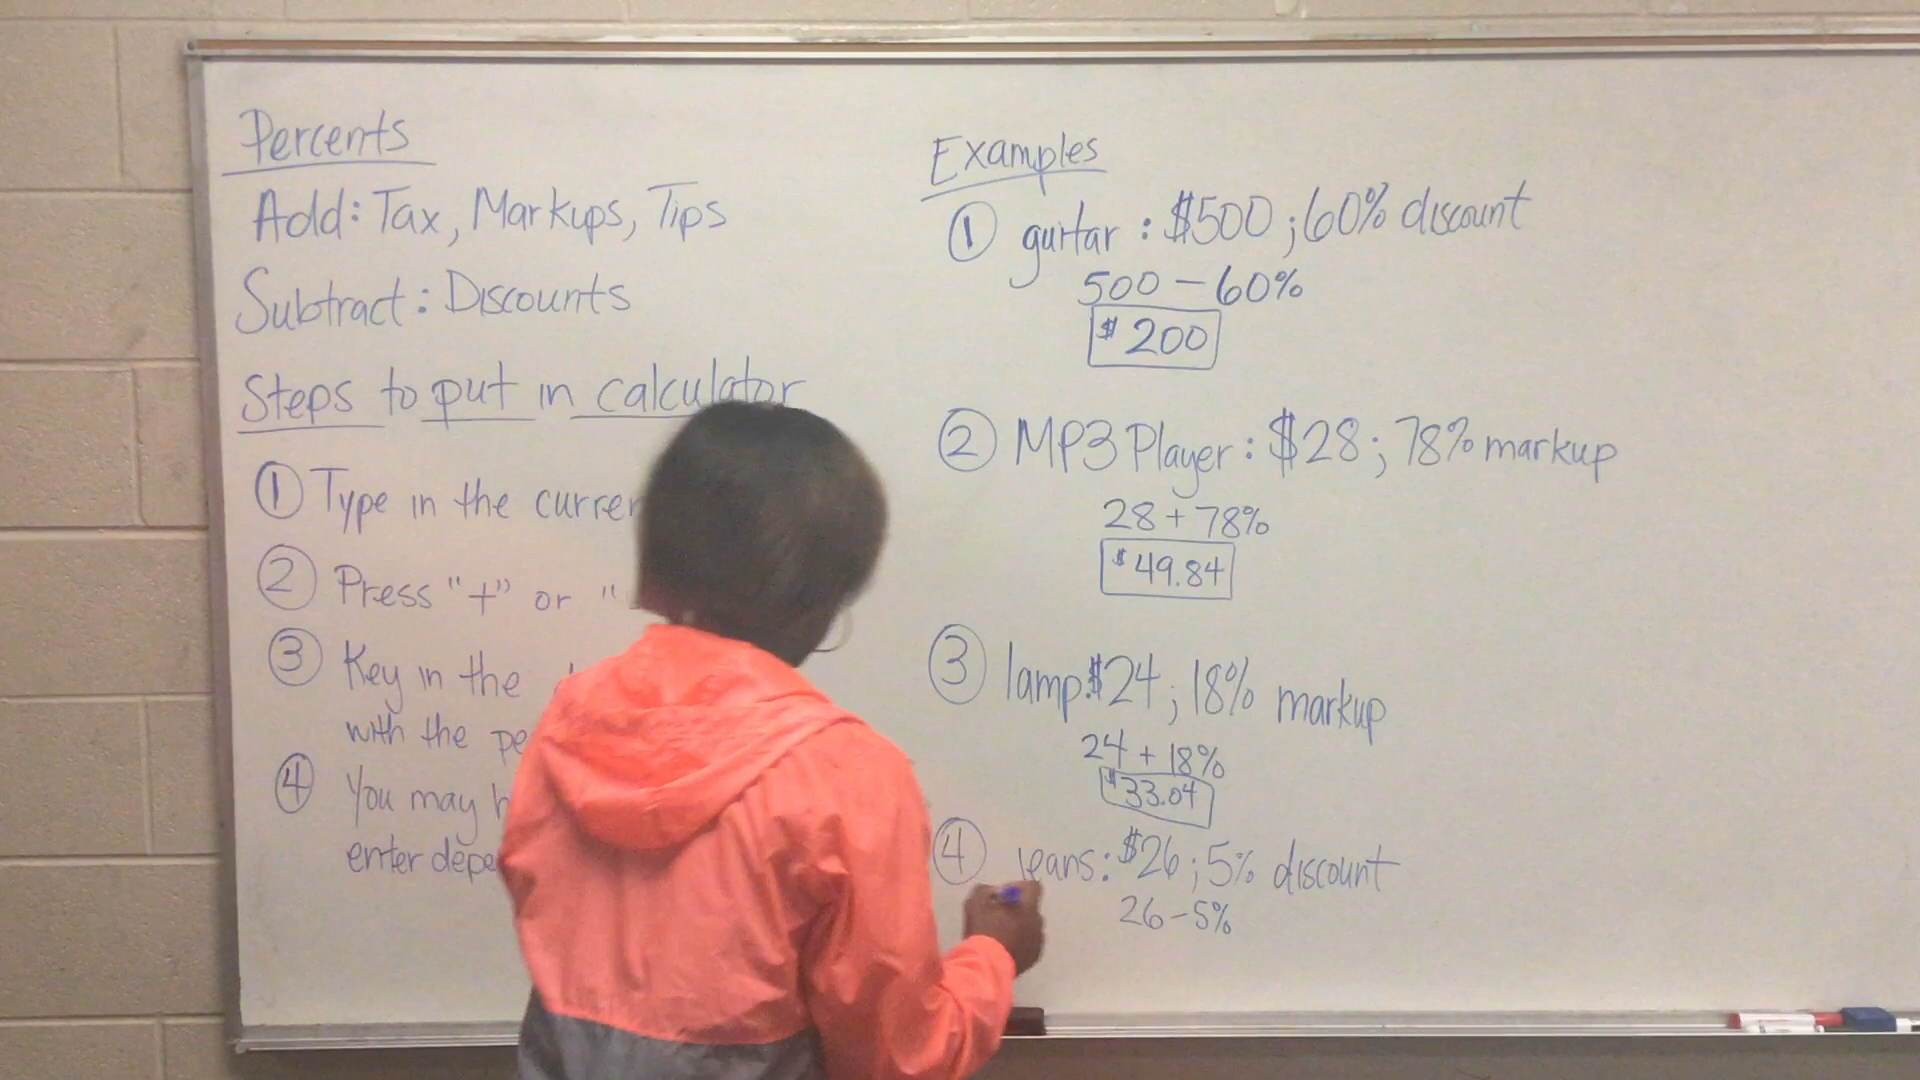 Percents
Add: Tax, Markups, Tips
Subtract: Discounts
Steps to put in calculator
① Type in the
② Press "+" or "
③ Key in the
with the
④ You may
enter
Examples
① guitar: $500; 60% discount
500 - 60%
$200
② MP3 Player: $28; 78% markup
28 + 78%
$49.84
③ lamp: $24; 18% markup
24 + 18%
$33.04
④ jeans: $26; 5% discount
26 - 5%